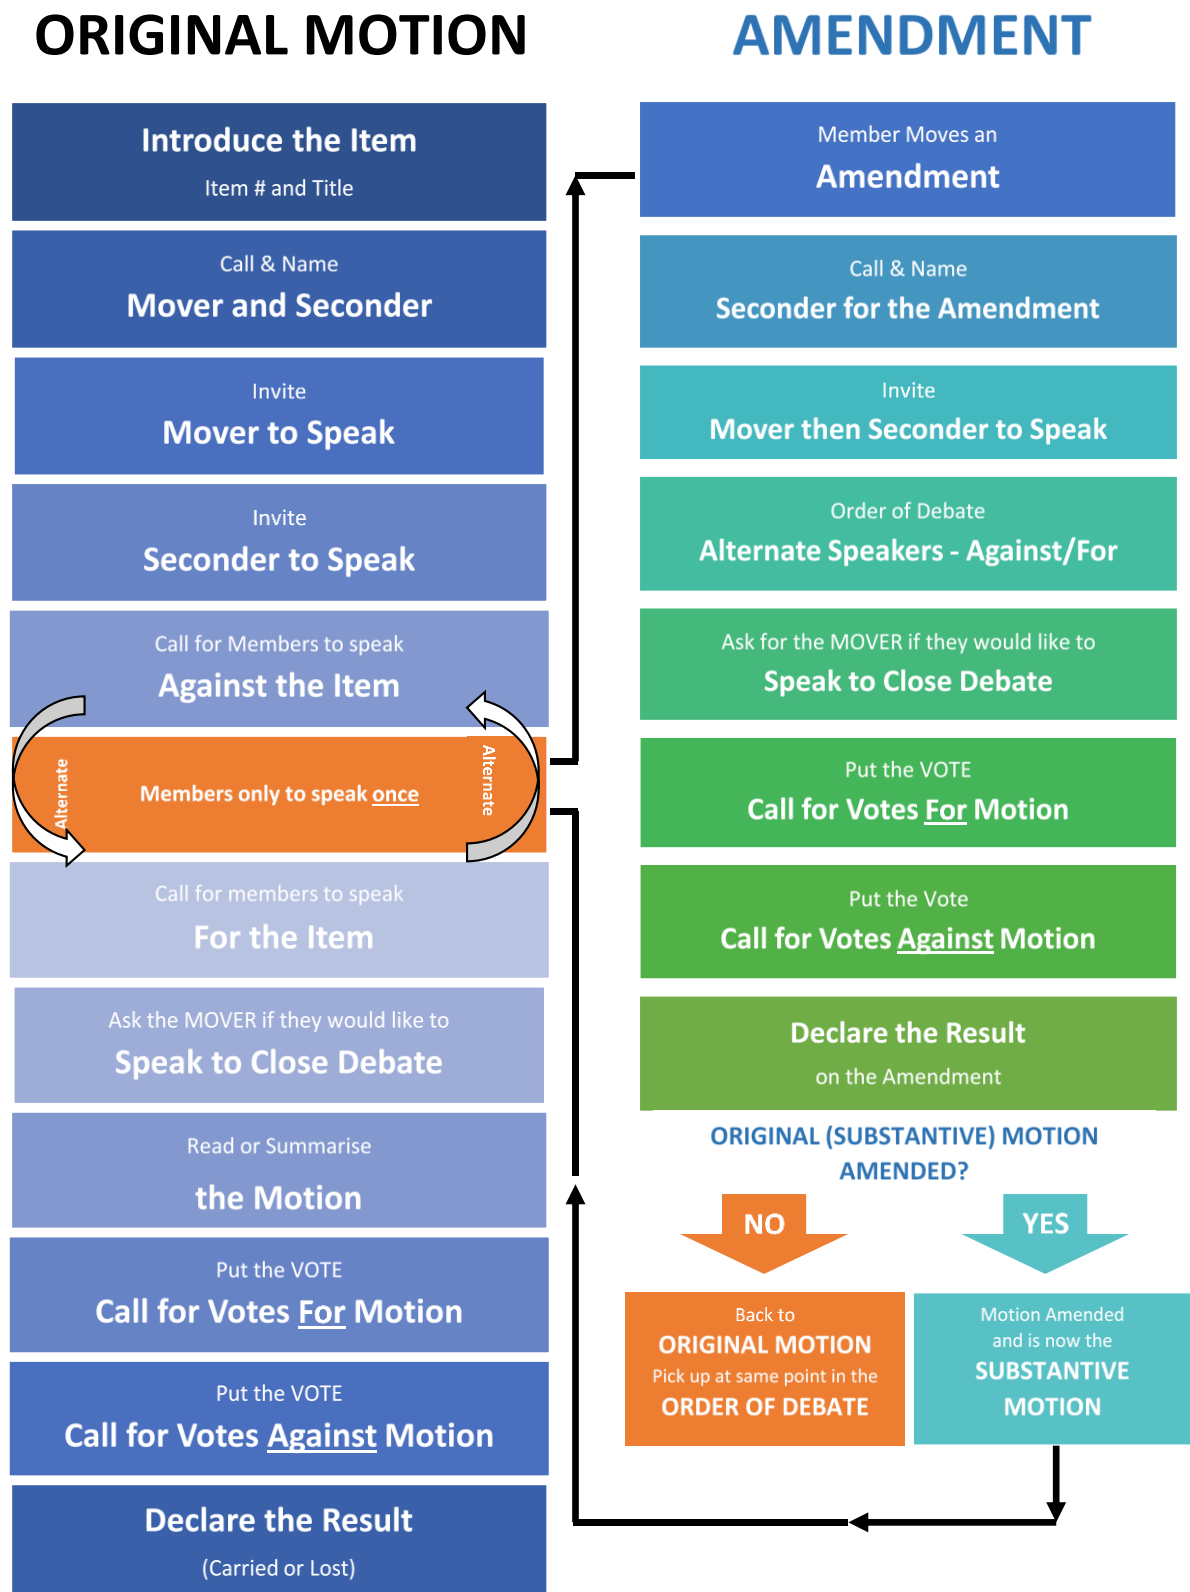 ORIGINAL MOTION
Introduce the Item
Item # and Title
Call & Name
Mover and Seconder
Invite
Mover to Speak
Invite
Seconder to Speak
Call for Members to speak
Against the Item
Alternate
Members only to speak once
Alternate
Call for members to speak
For the Item
Ask the MOVER if they would like to
Speak to Close Debate
Read or Summarise
the Motion
Put the VOTE
Call for Votes For Motion
Put the VOTE
Call for Votes Against Motion
Declare the Result
(Carried or Lost)
AMENDMENT
Member Moves an
Amendment
Call & Name
Seconder for the Amendment
Invite
Mover then Seconder to Speak
Order of Debate
Alternate Speakers - Against/For
Ask for the MOVER if they would like to
Speak to Close Debate
Put the VOTE
Call for Votes For Motion
Put the Vote
Call for Votes Against Motion
Declare the Result
on the Amendment
ORIGINAL (SUBSTANTIVE) MOTION
AMENDED?
NO
YES
Back to
ORIGINAL MOTION
Pick up at same point in the
ORDER OF DEBATE
Motion Amended
and is now the
SUBSTANTIVE
MOTION